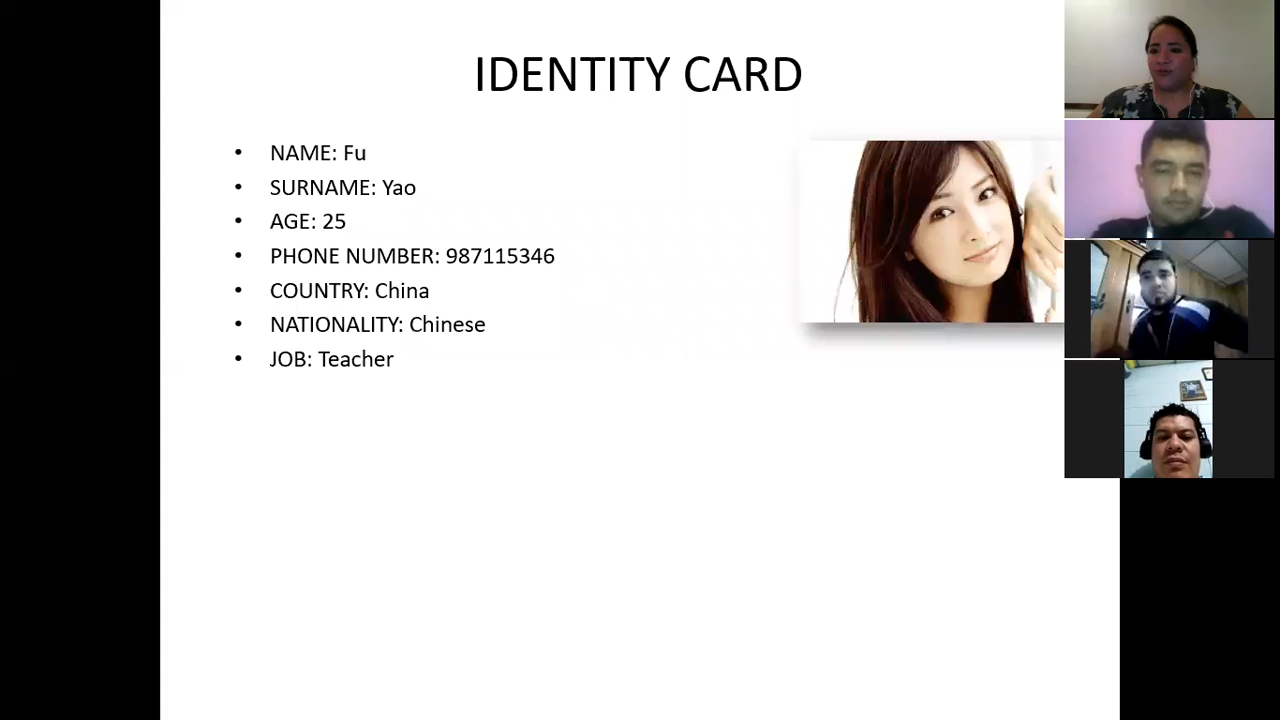 IDENTITY CARD
• NAME: Fu
• SURNAME: Yao
• AGE: 25
• PHONE NUMBER: 987115346
• COUNTRY: China
• NATIONALITY: Chinese
• JOB: Teacher